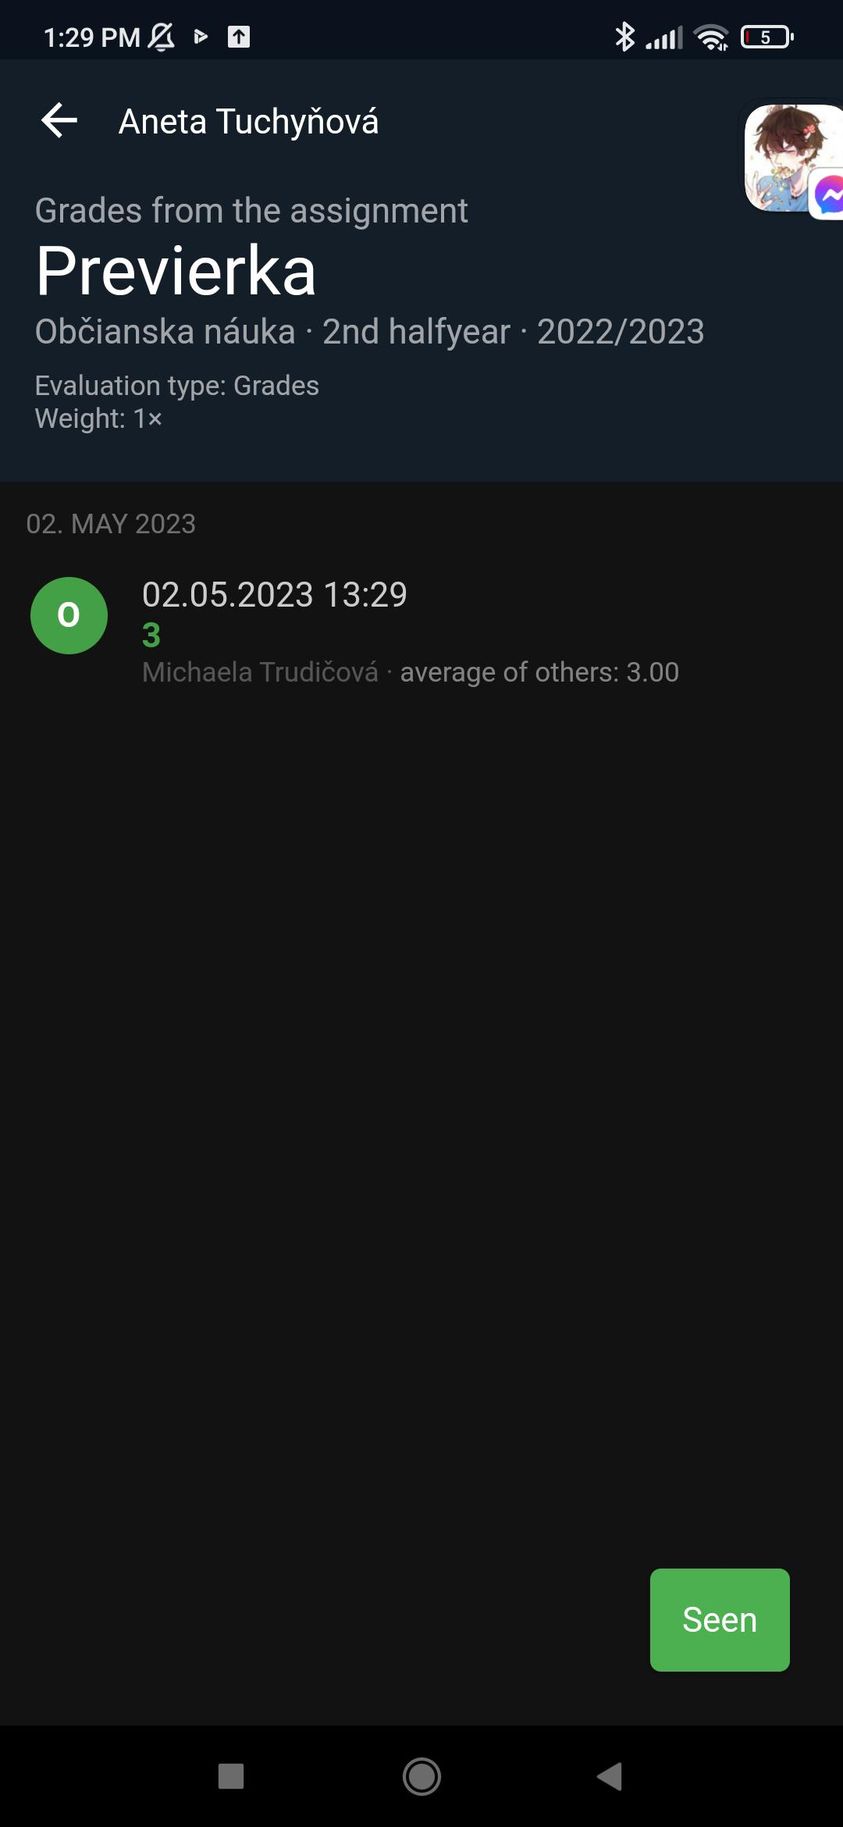 1:29 PM
5
Aneta Tuchyňová
Grades from the assignment
Previerka
Občianska náuka · 2nd halfyear · 2022/2023
Evaluation type: Grades
Weight: 1×
02. MAY 2023
O
02.05.2023 13:29
3
Michaela Trudičová · average of others: 3.00
Seen